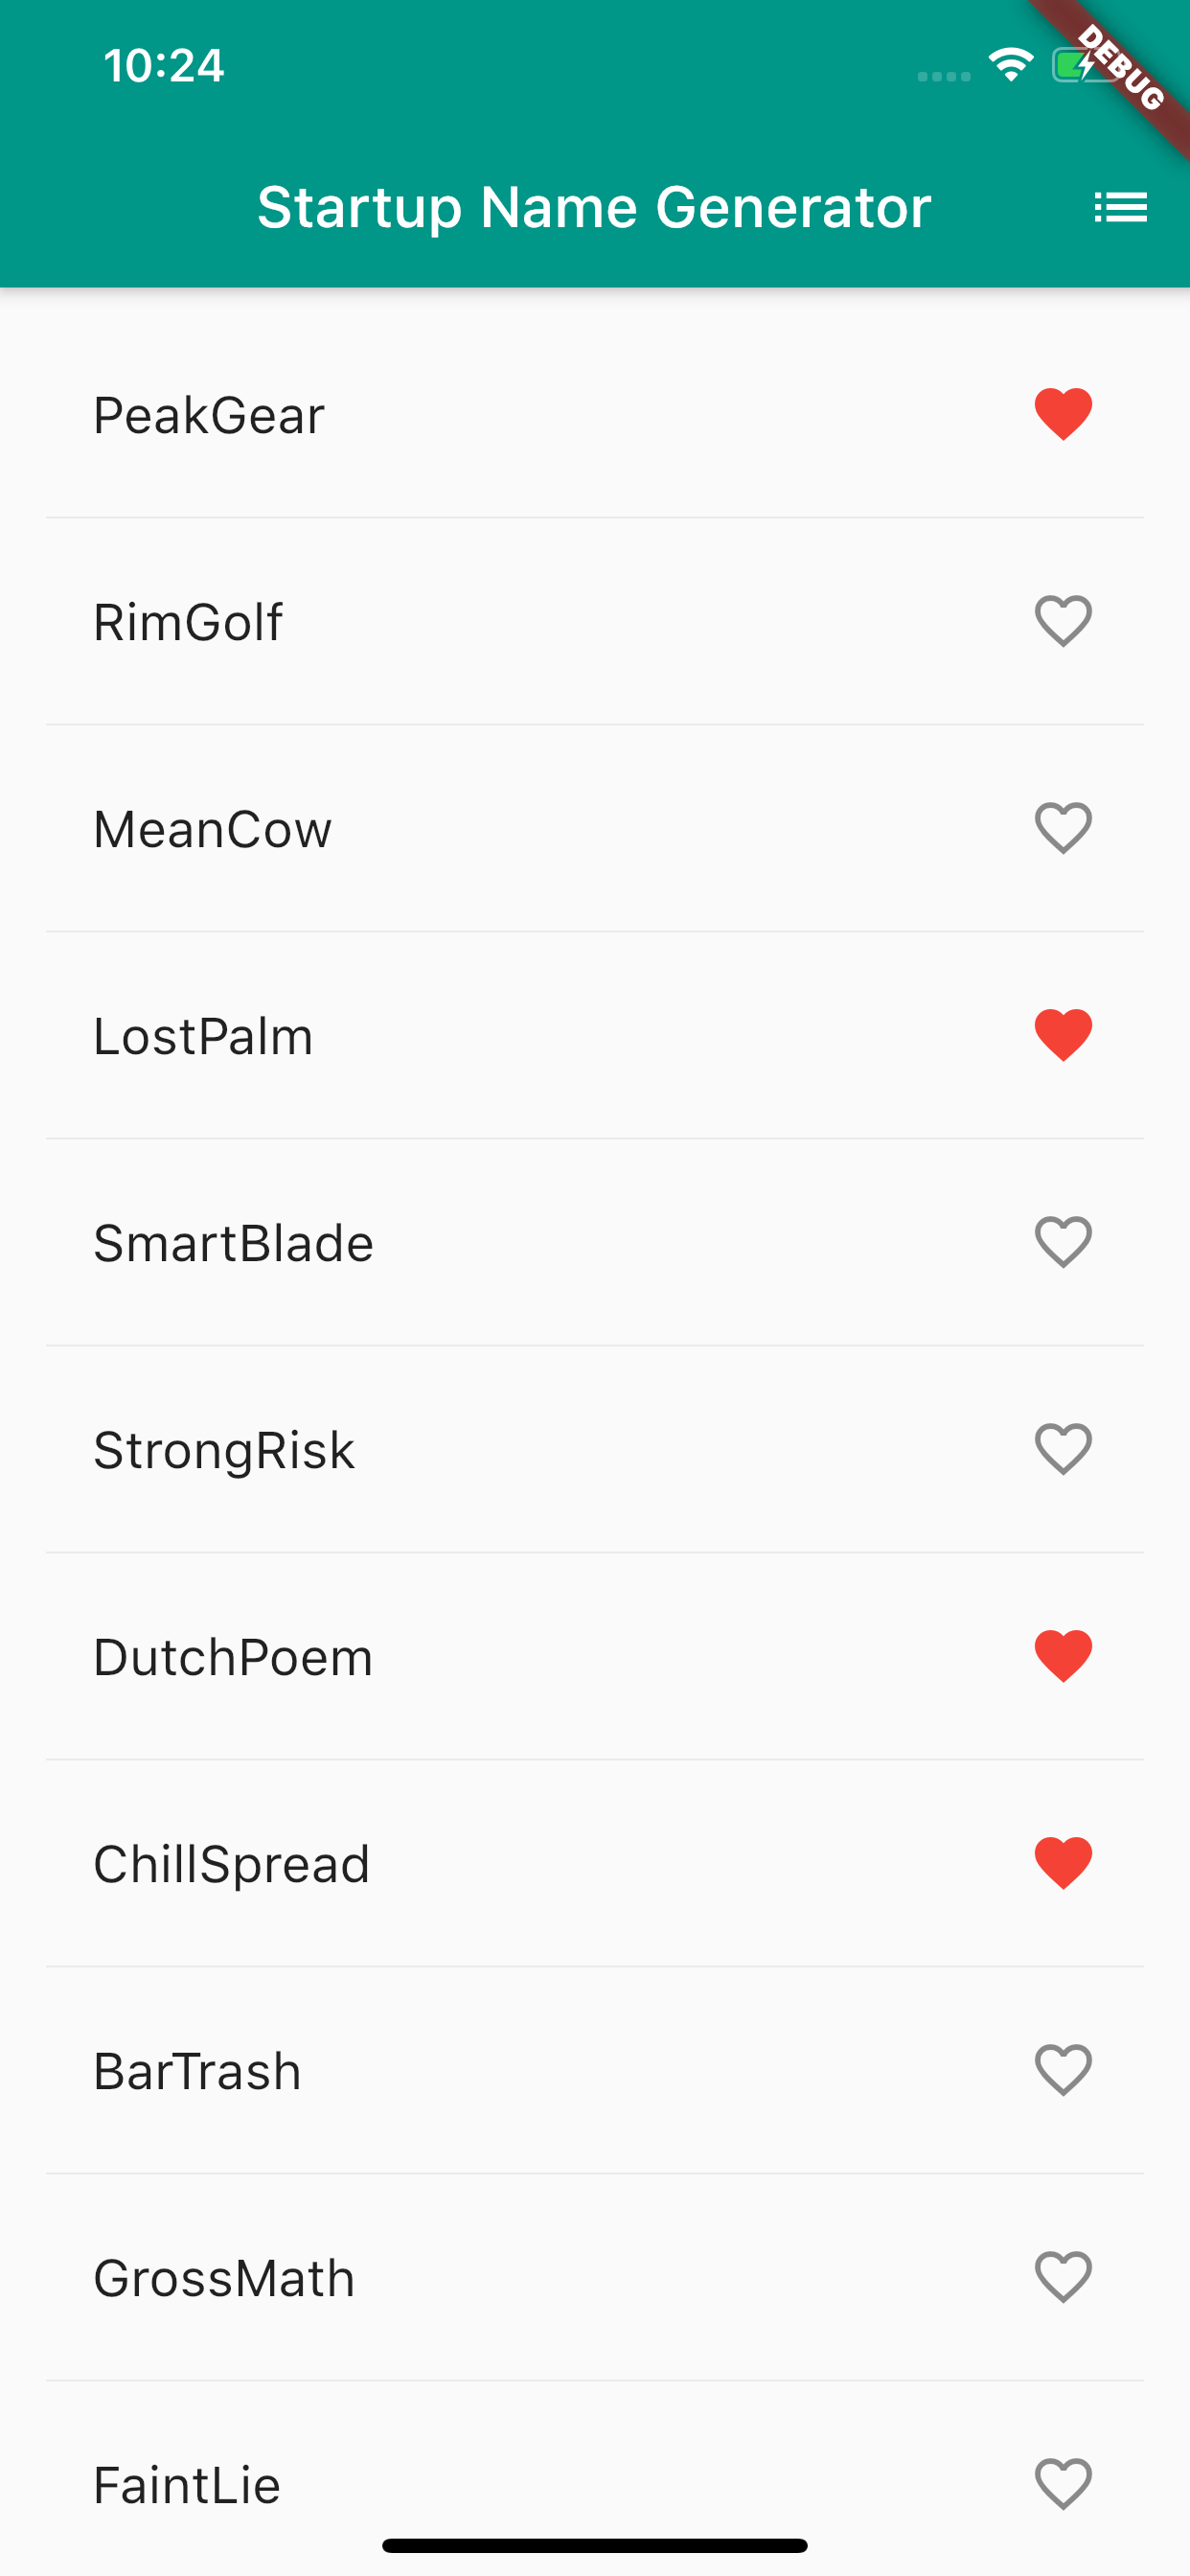 10:24
DEBUG
Startup Name Generator
PeakGear
RimGolf
MeanCow
LostPalm
SmartBlade
StrongRisk
DutchPoem
ChillSpread
BarTrash
GrossMath
FaintLie